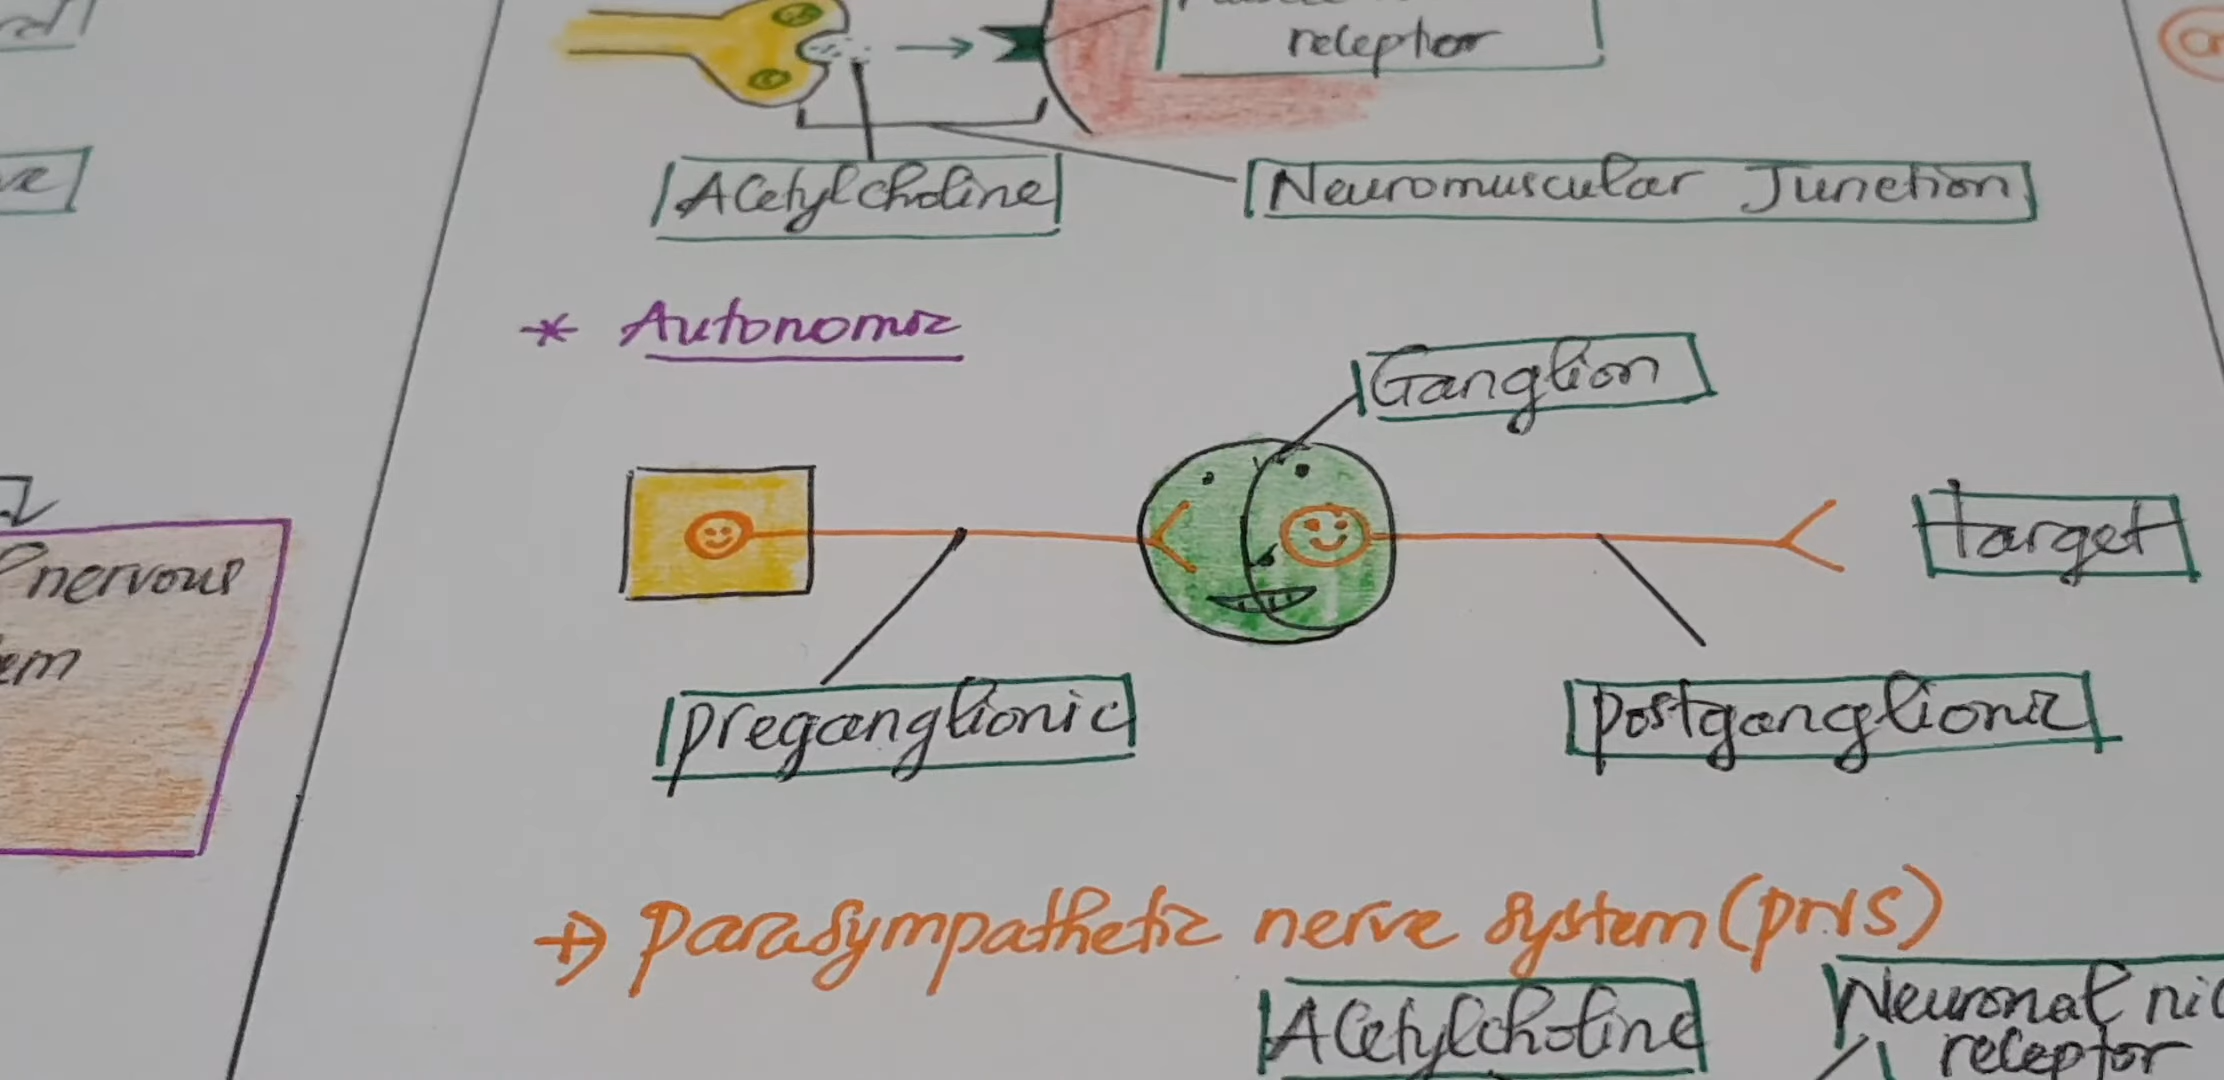 receptor
Acetylcholine
Neuromuscular Junction
* Autonomic
Ganglion
target
nervous
preganglionic
postganglionic
→ Parasympathetic nerve system (PNS)
Acetylcholine
Neuronal
receptor